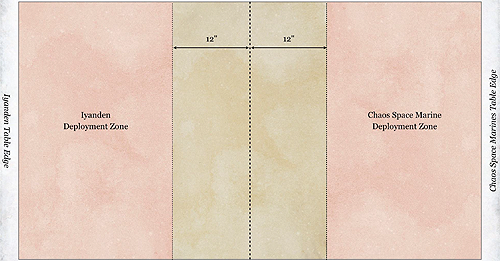 12" 12"
Iyanden Table Edge
Iyanden
Deployment Zone
Chaos Space Marine
Deployment Zone
Chaos Space Marines Table Edge